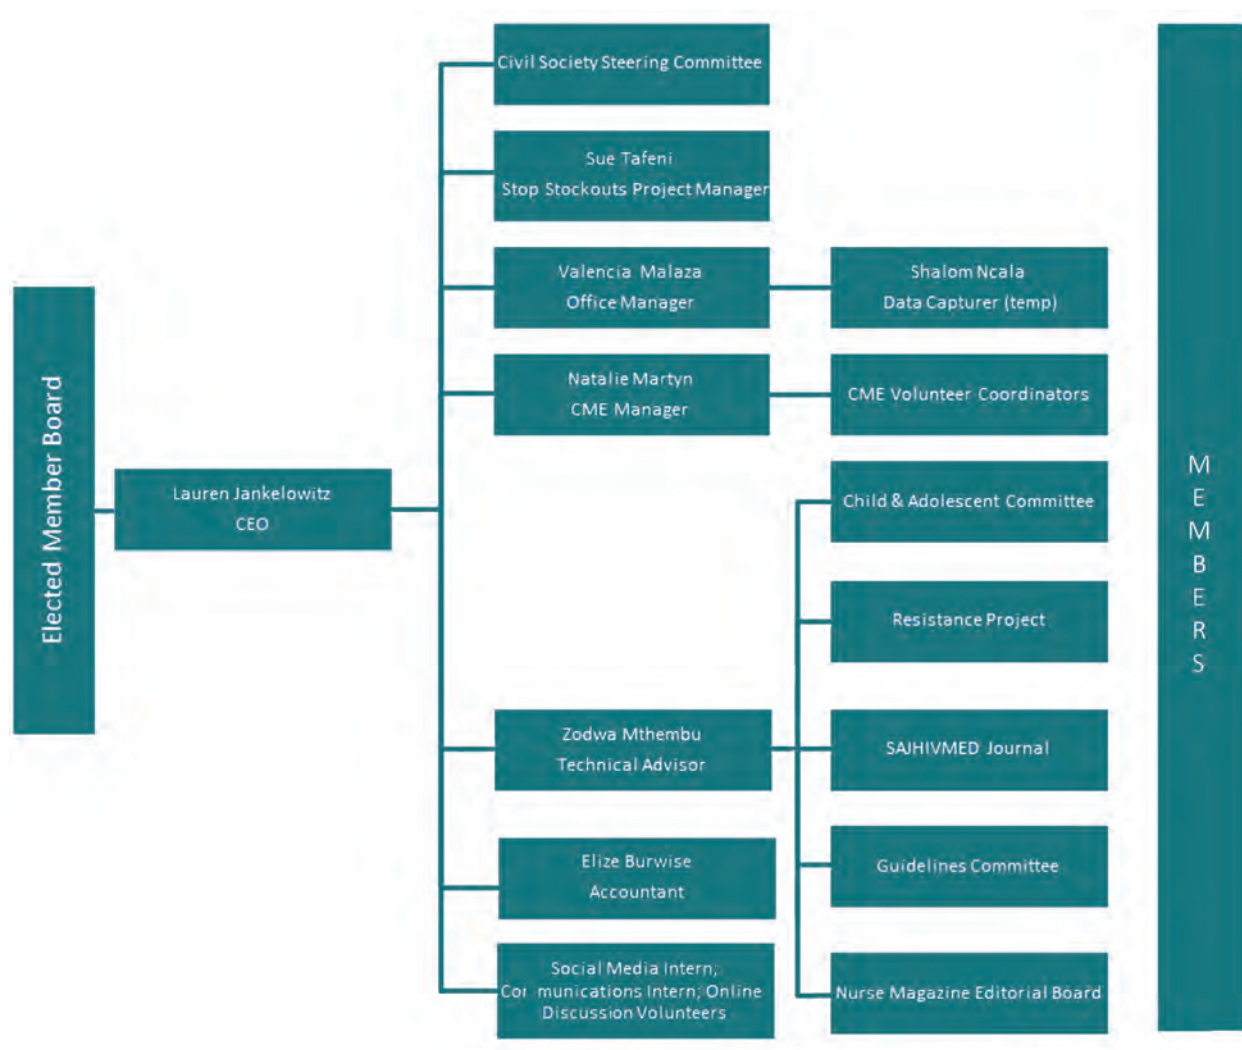 Elected Member Board
Lauren Jankelowitz
CEO
Civil Society Steering Committee
Sue Tafeni
Stop Stockouts Project Manager
Valencia Malaza
Office Manager
Shalom Ncala
Data Capturer (temp)
Natalie Martyn
CME Manager
CME Volunteer Coordinators
Zodwa Mthembu
Technical Advisor
Child & Adolescent Committee
Resistance Project
SAJHIVMED Journal
Guidelines Committee
Nurse Magazine Editorial Board
Elize Burwise
Accountant
Social Media Intern;
Communications Intern; Online
Discussion Volunteers
MEMBERS